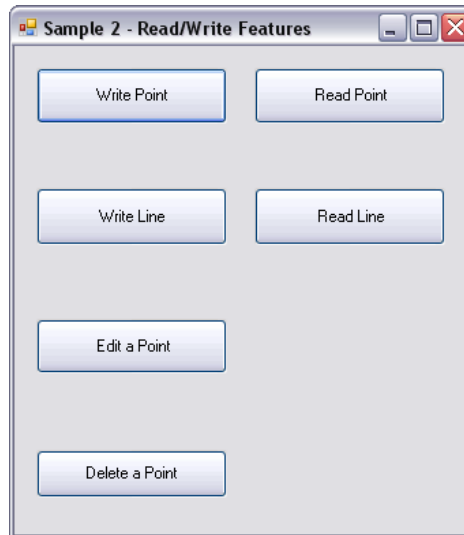 Sample 2 - Read/Write Features
Write Point
Read Point
Write Line
Read Line
Edit a Point
Delete a Point